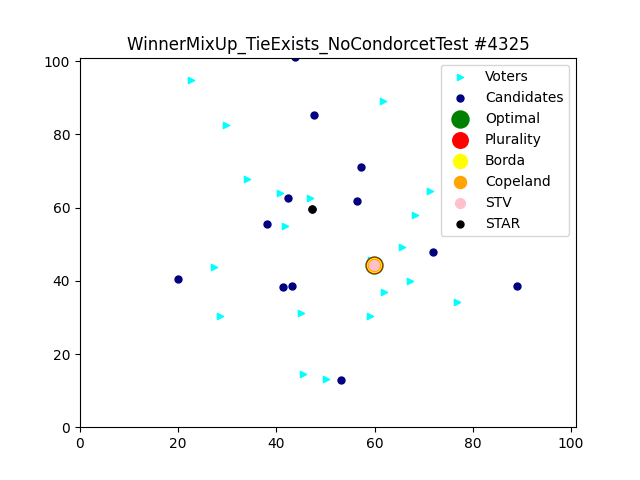 WinnerMixUp_TieExists_NoCondorcetTest #4325
100
80
60
40
20
0
0
20
40
60
80
100
Voters
Candidates
Optimal
Plurality
Borda
Copeland
STV
STAR